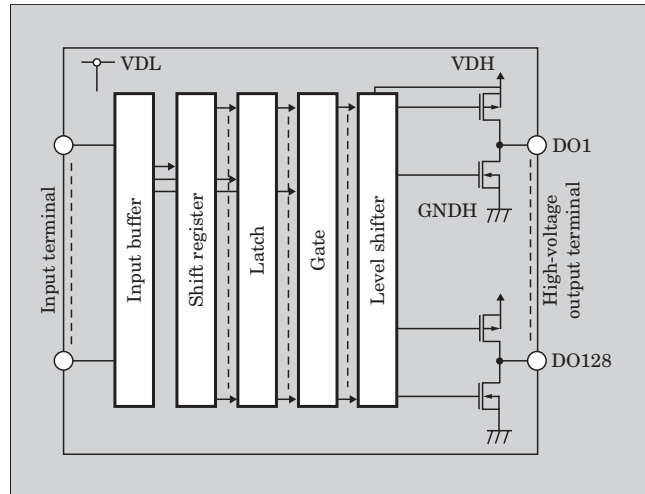 VDL
VDH
DO1
GNDH
DO128
Input terminal
Input buffer
Shift register
Latch
Gate
Level shifter
High-voltage
output terminal